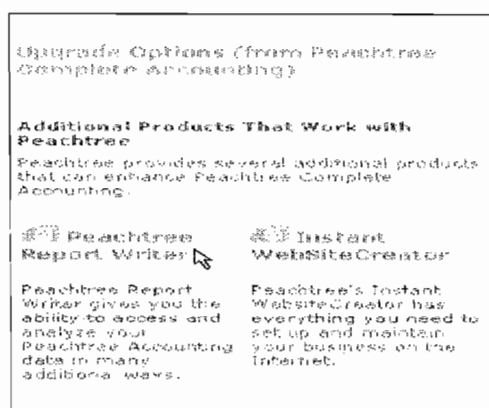 Upgrade Options (from Peachtree
Complete Accounting)
Additional Products That Work with
Peachtree
Peachtree provides several additional products
that can enhance Peachtree Complete
Accounting.
Peachtree
Report Writer
Instant
WebSiteCreator
Peachtree Report
Writer gives you the
ability to access and
analyze your
Peachtree Accounting
data in many
additional ways.
Peachtree's Instant
WebsiteCreator has
everything you need to
set up and maintain
your business on the
Internet.